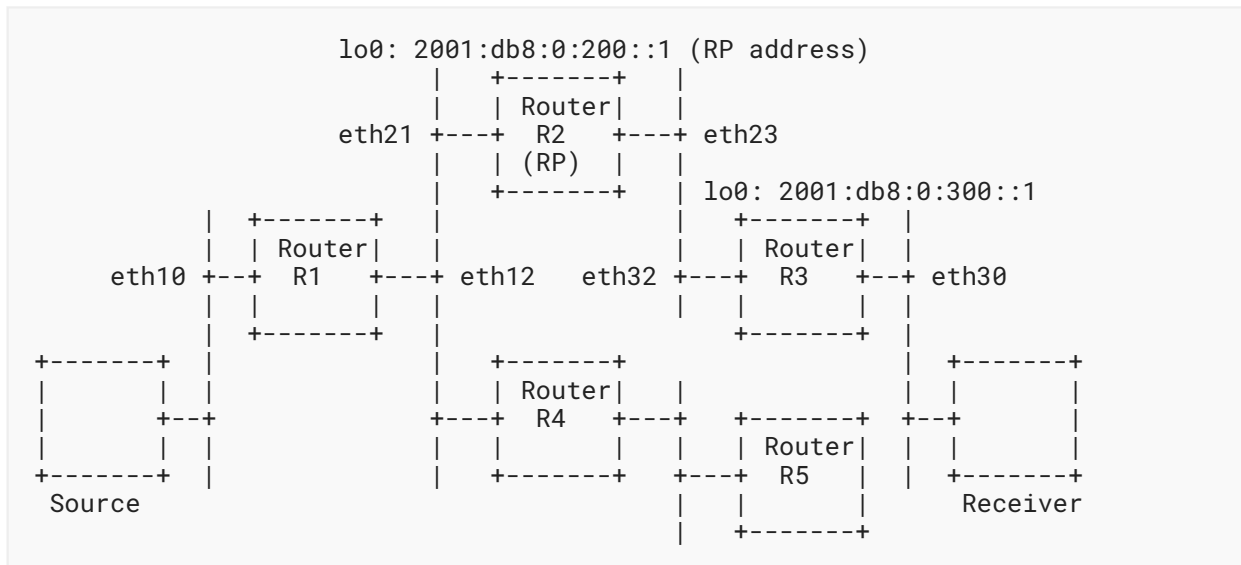 lo0: 2001:db8:0:200::1 (RP address)
Router
eth21 R2 eth23
(RP)
lo0: 2001:db8:0:300::1
Router Router
eth10 R1 eth12 eth32 R3 eth30
Router
R4
Router
R5
Source Receiver